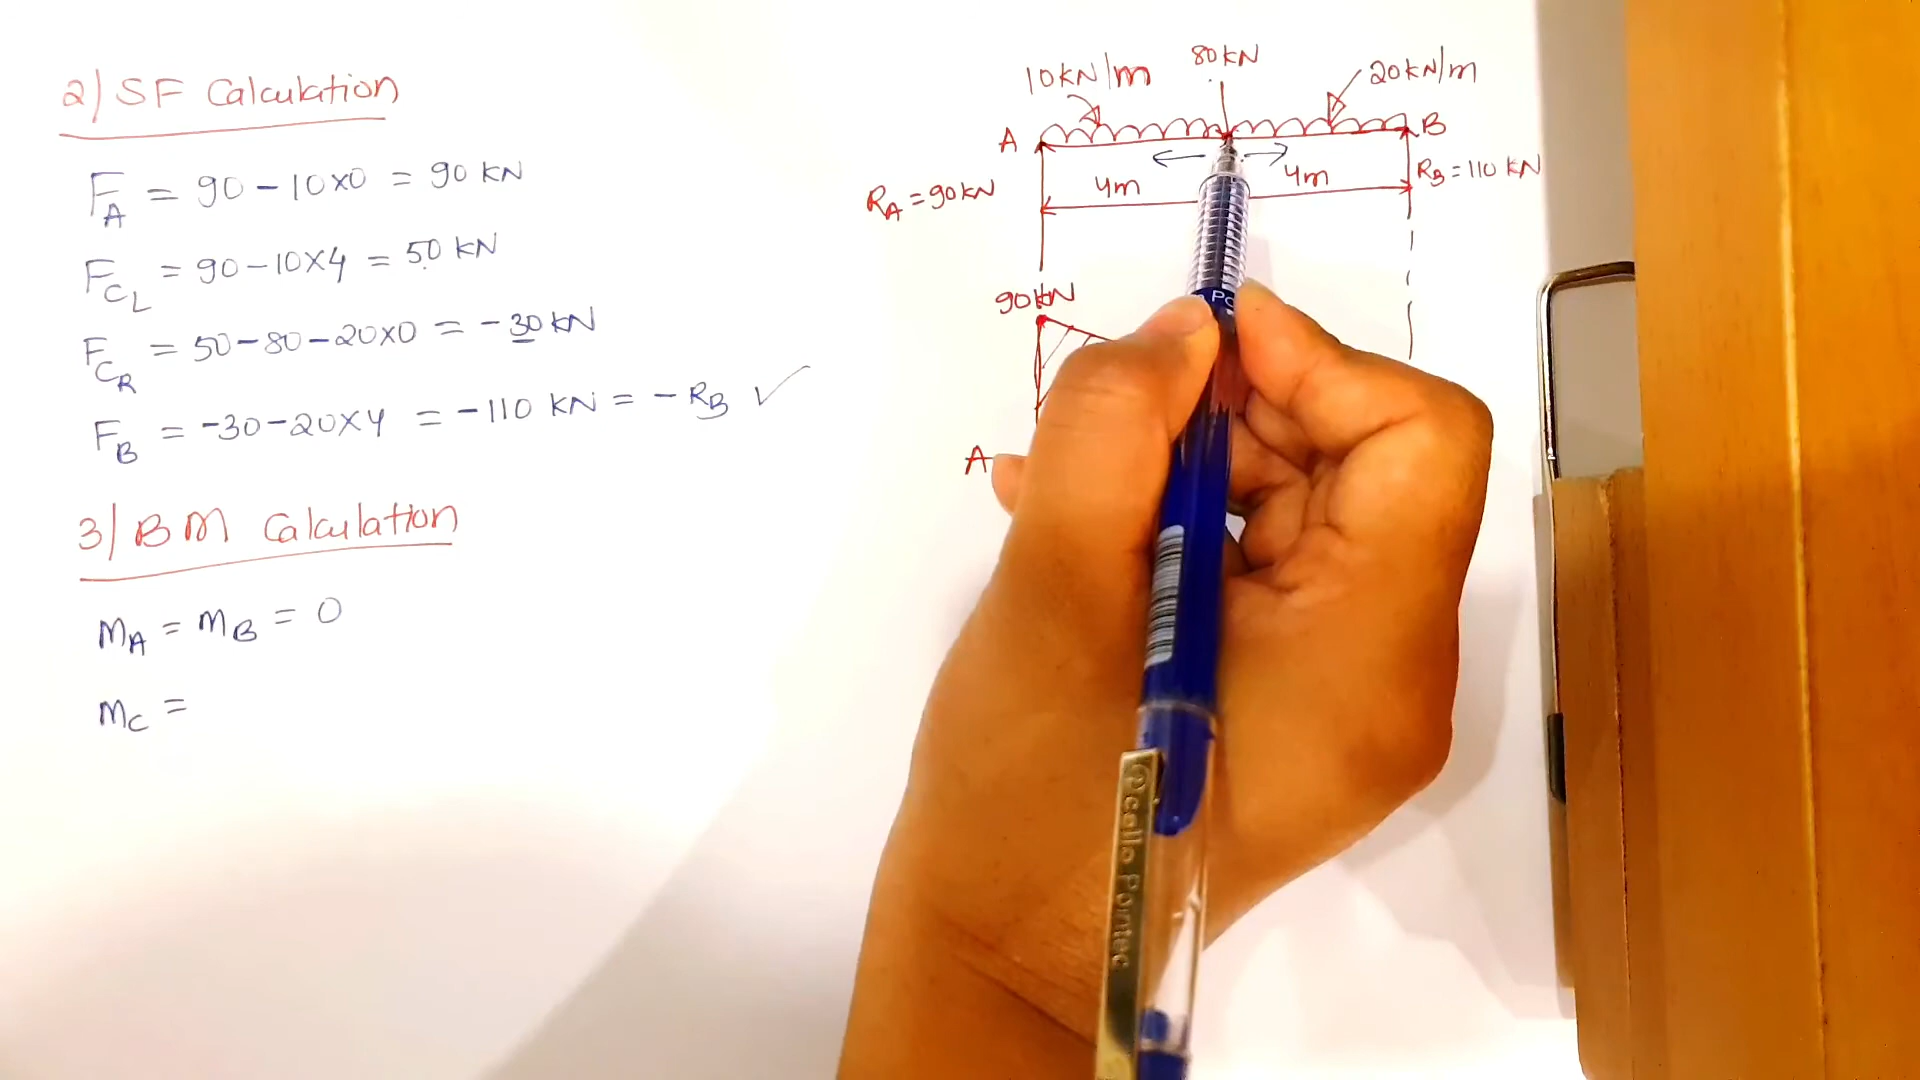 2) SF Calculation
F_A = 90 - 10x0 = 90 kN
F_CL = 90 - 10x4 = 50 kN
F_CR = 50 - 80 - 20x0 = - 30 kN
F_B = -30 - 20x4 = -110 kN = - R_B ✓
3) BM Calculation
M_A = M_B = 0
M_C =
10kN/m
80kN
20kN/m
A
B
R_A = 90kN
4m
4m
R_B = 110 kN
90kN
A
cello Pointec